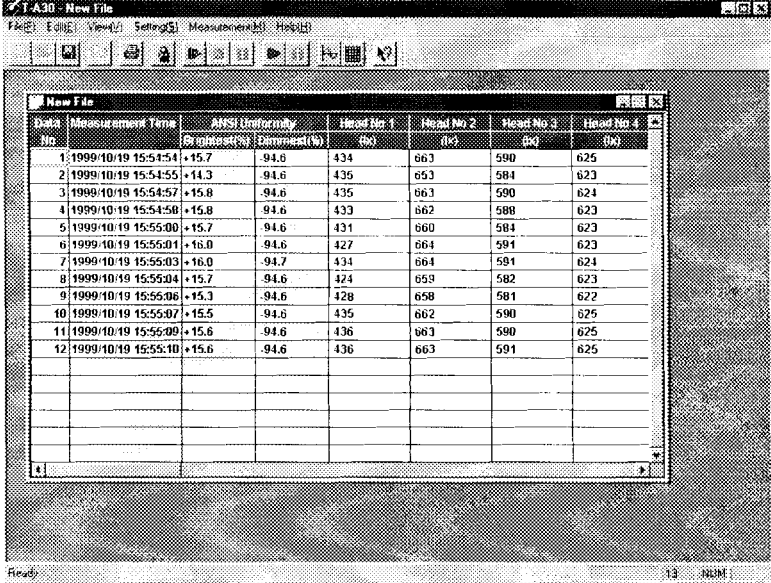 T-A30 - New File
File(F) Edit(E) View(V) Setting(S) Measurement(M) Help(H)
New File
Data No. Measurement Time ANSI Uniformity Head No.1 Head No.2 Head No.3 Head No.4
Brightest(%) Dimmest(%) (lx) (lx) (lx) (lx)
1 1999/10/19 15:54:54 +15.7 -94.6 434 663 590 625
2 1999/10/19 15:54:55 +14.3 -94.6 435 653 584 623
3 1999/10/19 15:54:57 +15.8 -94.6 435 663 590 624
4 1999/10/19 15:54:58 +15.8 -94.6 433 662 588 623
5 1999/10/19 15:55:00 +15.7 -94.6 431 660 584 623
6 1999/10/19 15:55:01 +16.0 -94.6 427 664 591 623
7 1999/10/19 15:55:03 +16.0 -94.7 434 664 591 624
8 1999/10/19 15:55:04 +15.7 -94.6 424 659 582 623
9 1999/10/19 15:55:06 +15.3 -94.6 428 658 581 622
10 1999/10/19 15:55:07 +15.5 -94.6 435 662 590 625
11 1999/10/19 15:55:09 +15.6 -94.6 436 663 590 625
12 1999/10/19 15:55:10 +15.6 -94.6 436 663 591 625
Ready 13 NUM